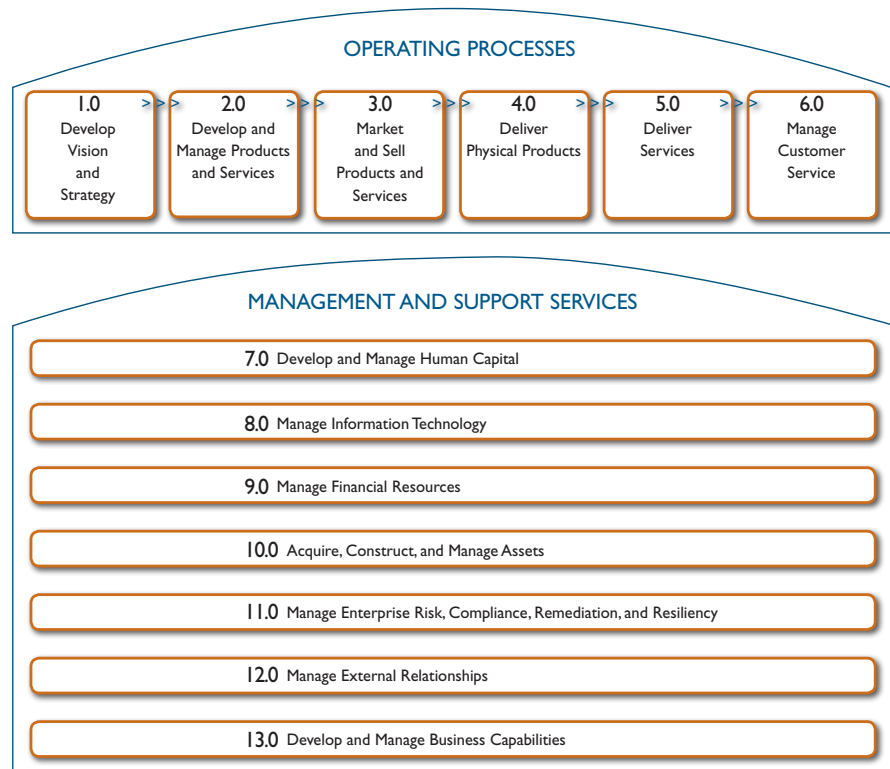 OPERATING PROCESSES
1.0
Develop
Vision
and
Strategy
> > >
2.0
Develop and
Manage Products
and Services
> > >
3.0
Market
and Sell
Products and
Services
> > >
4.0
Deliver
Physical Products
> > >
5.0
Deliver
Services
> > >
6.0
Manage
Customer
Service
MANAGEMENT AND SUPPORT SERVICES
7.0 Develop and Manage Human Capital
8.0 Manage Information Technology
9.0 Manage Financial Resources
10.0 Acquire, Construct, and Manage Assets
11.0 Manage Enterprise Risk, Compliance, Remediation, and Resiliency
12.0 Manage External Relationships
13.0 Develop and Manage Business Capabilities